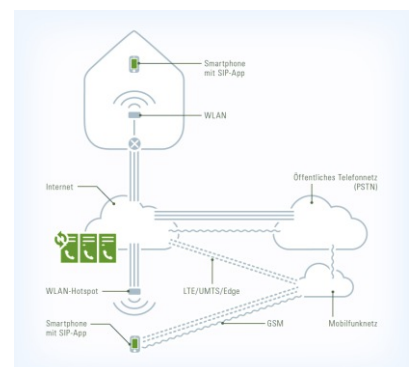 Smartphone
mit SIP-App
WLAN
Internet
Öffentliches Telefonnetz
(PSTN)
WLAN-Hotspot
LTE/UMTS/Edge
Smartphone
mit SIP-App
GSM
Mobilfunknetz